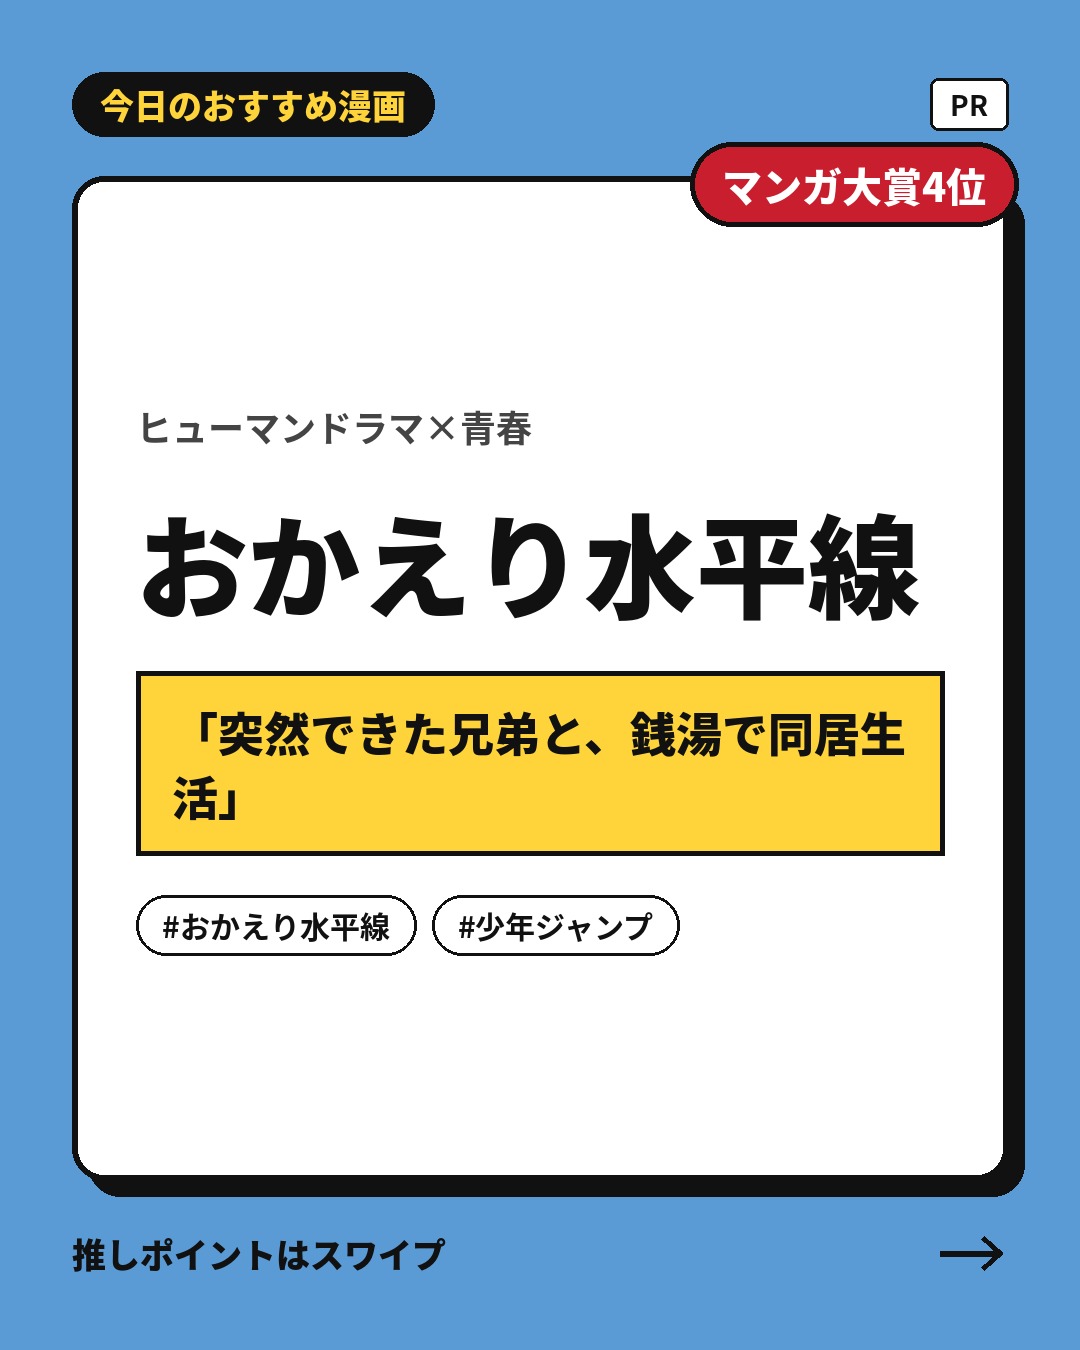 今日のおすすめ漫画
PR
マンガ大賞4位
ヒューマンドラマ×青春
おかえり水平線
「突然できた兄弟と、銭湯で同居生
活」
#おかえり水平線
#少年ジャンプ
推しポイントはスワイプ
→